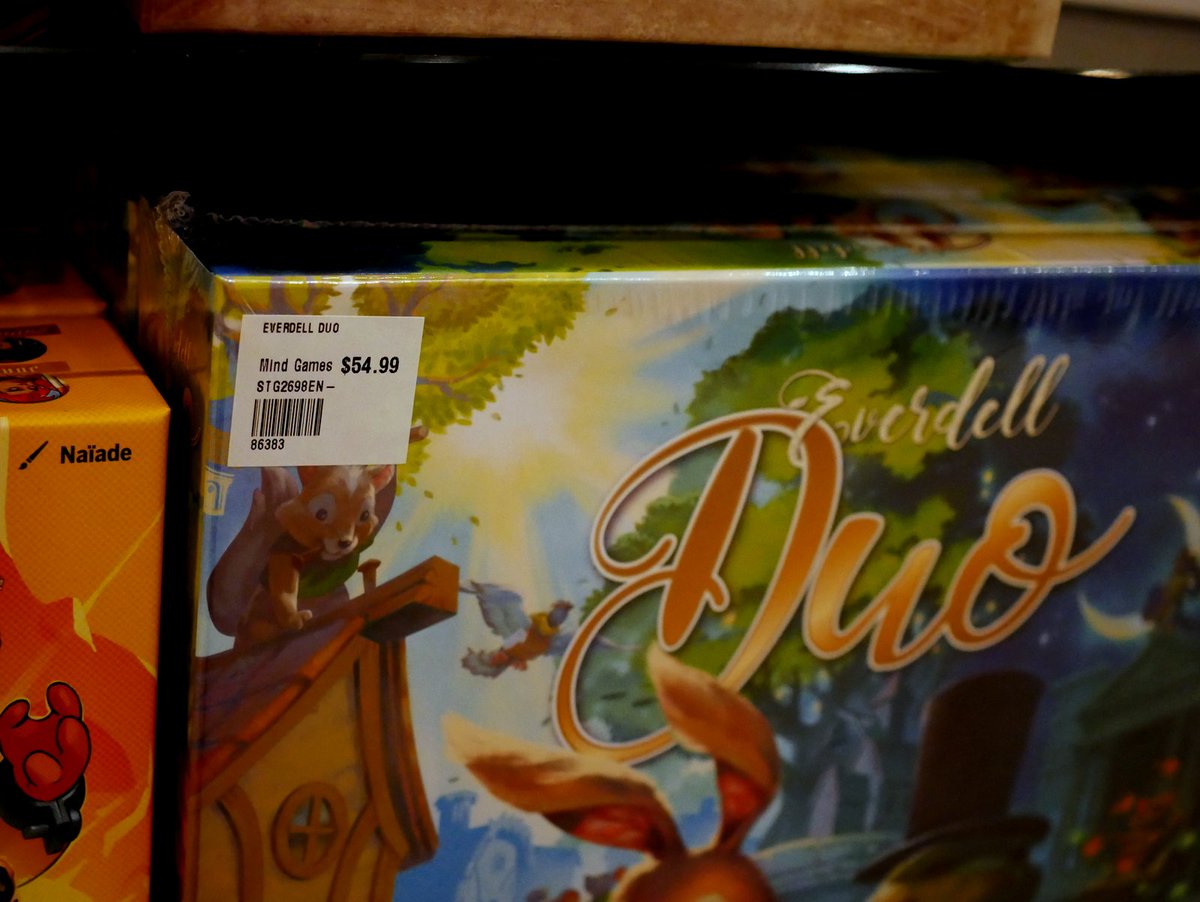 EVERDELL DUO
Mind Games $54.99
STG2698EN-
86383
Naïade
Everdell
Duo